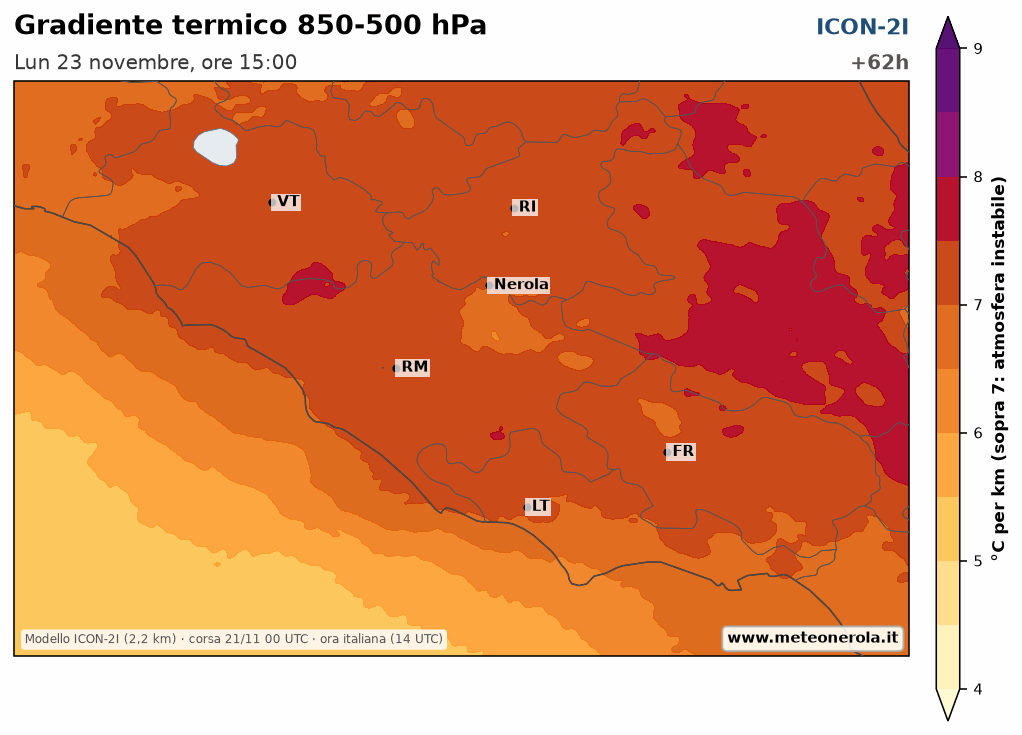 Gradiente termico 850-500 hPa
ICON-2I
Lun 23 novembre, ore 15:00
+62h
VT
RI
Nerola
RM
FR
LT
Modello ICON-2I (2,2 km) · corsa 21/11 00 UTC · ora italiana (14 UTC)
www.meteonerola.it
9
8
7
6
5
4
°C per km (sopra 7: atmosfera instabile)